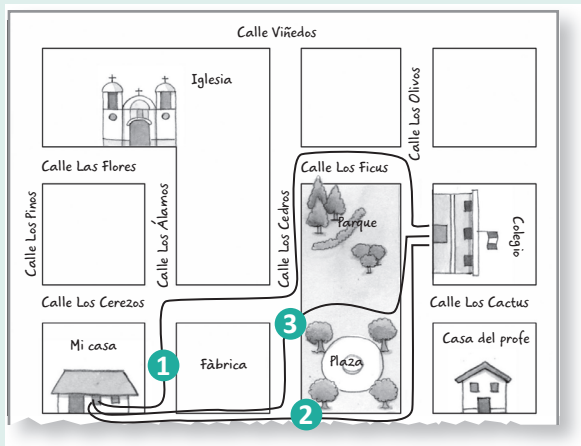 Calle Viñedos
Iglesia
Calle Los Olivos
Calle Las Flores
Calle Los Ficus
Calle Los Pinos
Calle Los Álamos
Calle Los Cedros
Parque
Colegio
Calle Los Cerezos
Calle Los Cactus
3
Mi casa
1
Fàbrica
Plaza
Casa del profe
2